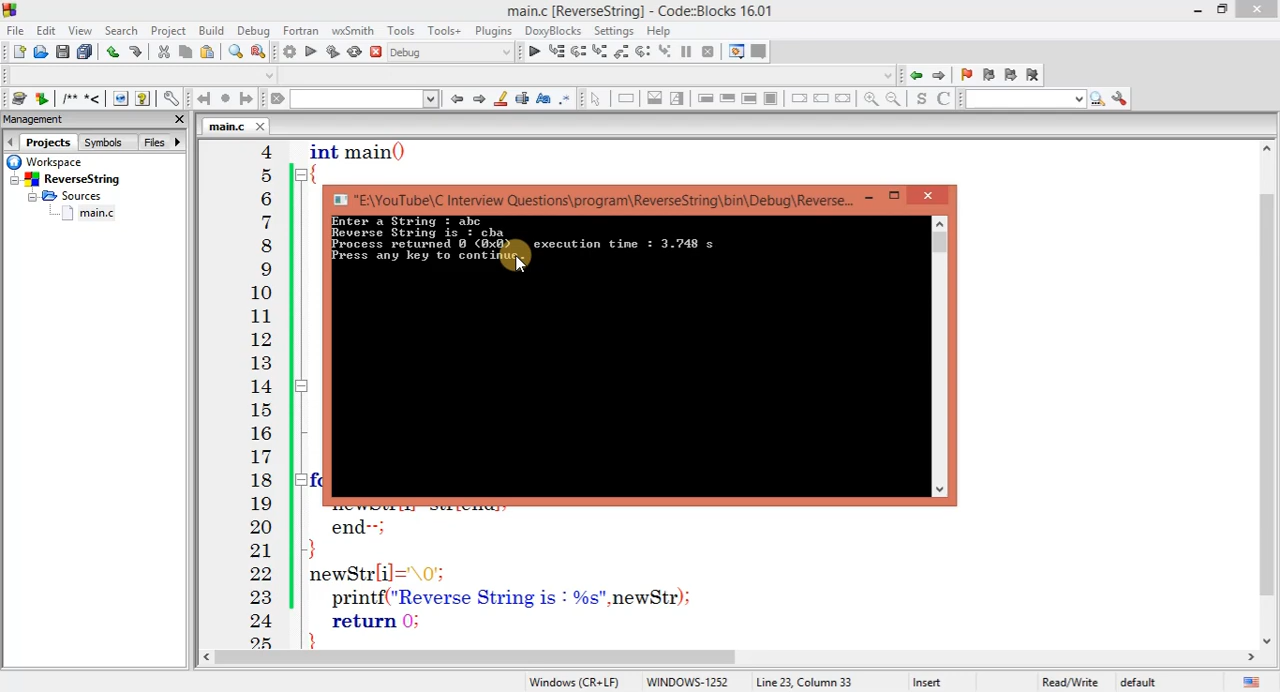 main.c [ReverseString] - Code::Blocks 16.01
File Edit View Search Project Build Debug Fortran wxSmith Tools Tools+ Plugins DoxyBlocks Settings Help
Debug
/** *<
S C
Management
Projects Symbols Files
main.c
Workspace
ReverseString
Sources
main.c
4 int main()
5 {
6
7
8
9
10
11
12
13
14
15
16
17
18
19
20 end--;
21 }
22 newStr[i]='\0';
23 printf("Reverse String is : %s",newStr);
24 return 0;
25 }
"E:\YouTube\C Interview Questions\program\ReverseString\bin\Debug\Reverse...
Enter a String : abc
Reverse String is : cba
Process returned 0 (0x0) execution time : 3.748 s
Press any key to continue.
Windows (CR+LF) WINDOWS-1252 Line 23, Column 33 Insert Read/Write default